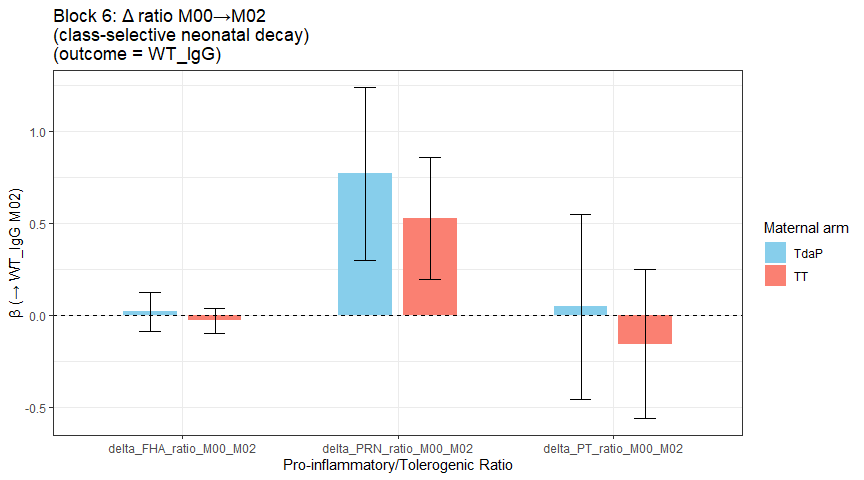 Block 6: Δ ratio M00→M02
(class-selective neonatal decay)
(outcome = WT_IgG)
β (→ WT_IgG M02)
1.0
0.5
0.0
-0.5
delta_FHA_ratio_M00_M02
delta_PRN_ratio_M00_M02
delta_PT_ratio_M00_M02
Pro-inflammatory/Tolerogenic Ratio
Maternal arm
TdaP
TT